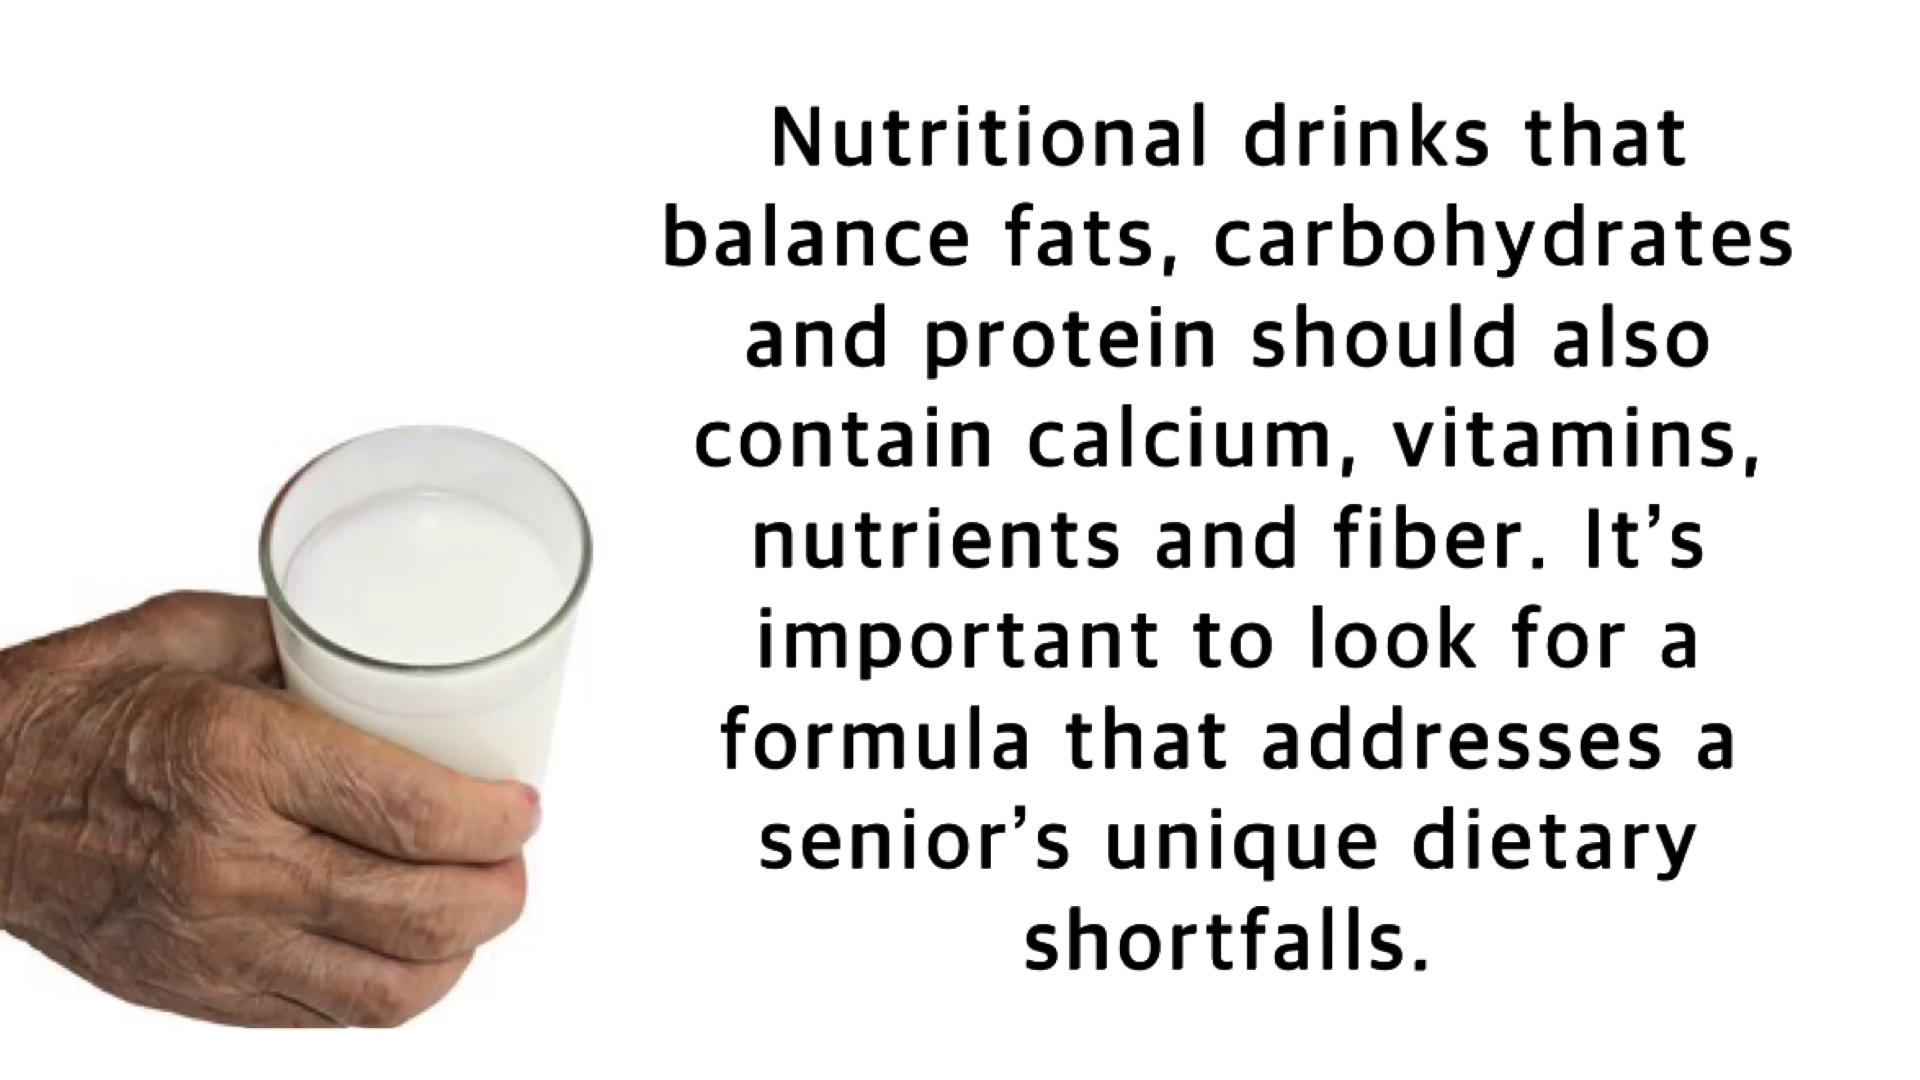 Nutritional drinks that
balance fats, carbohydrates
and protein should also
contain calcium, vitamins,
nutrients and fiber. It’s
important to look for a
formula that addresses a
senior’s unique dietary
shortfalls.